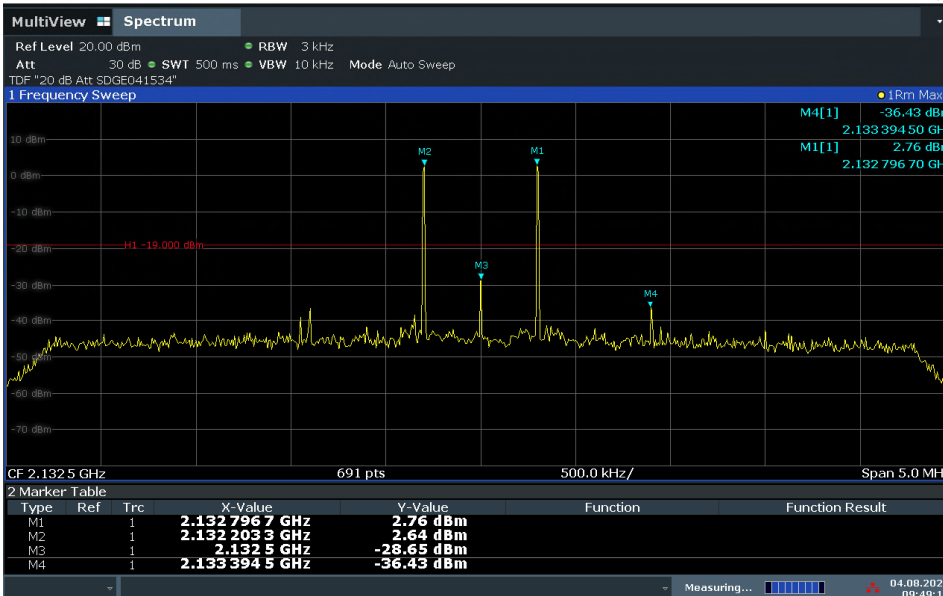 MultiView Spectrum
Ref Level 20.00 dBm RBW 3 kHz
Att 30 dB SWT 500 ms VBW 10 kHz Mode Auto Sweep
TDF "20 dB Att SDGE041534"
1 Frequency Sweep 1Rm Max
M4[1] -36.43 dB
2.133 394 50 GH
M1[1] 2.76 dB
2.132 796 70 GH
10 dBm
M2 M1
0 dBm
-10 dBm
H1 -19.000 dBm
-20 dBm
M3
-30 dBm
M4
-40 dBm
-50 dBm
-60 dBm
-70 dBm
CF 2.1325 GHz 691 pts 500.0 kHz/ Span 5.0 MH
2 Marker Table
Type Ref Trc X-Value Y-Value Function Function Result
M1 1 2.132 796 7 GHz 2.76 dBm
M2 1 2.132 203 3 GHz 2.64 dBm
M3 1 2.132 5 GHz -28.65 dBm
M4 1 2.133 394 5 GHz -36.43 dBm
Measuring... 04.08.202
09:49:1